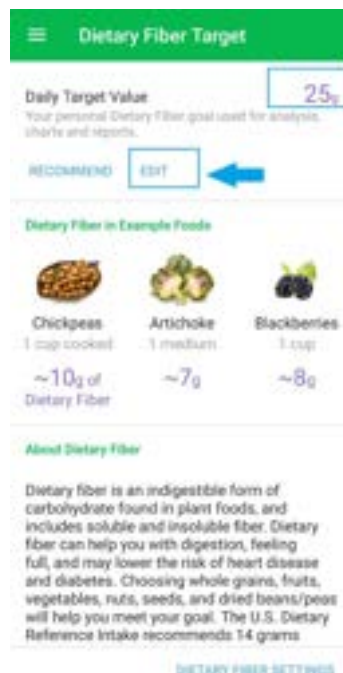 Dietary Fiber Target
Daily Target Value 25g
Your personal Dietary Fiber goal used for analysis,
charts and reports.
RECOMMEND EDIT
Dietary Fiber in Example Foods
Chickpeas Artichoke Blackberries
1 cup cooked 1 medium 1 cup
~10g of ~7g ~8g
Dietary Fiber
About Dietary Fiber
Dietary fiber is an indigestible form of
carbohydrate found in plant foods, and
includes soluble and insoluble fiber. Dietary
fiber can help you with digestion, feeling
full, and may lower the risk of heart disease
and diabetes. Choosing whole grains, fruits,
vegetables, nuts, seeds, and dried beans/peas
will help you meet your goal. The U.S. Dietary
Reference Intake recommends 14 grams
DIETARY FIBER SETTINGS